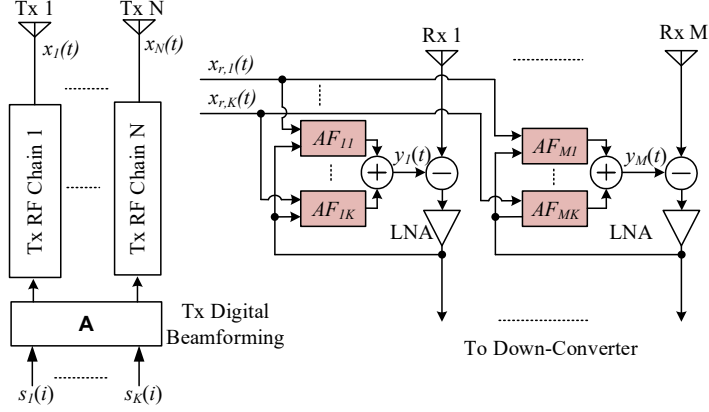 Tx 1
Tx N
Rx 1
Rx M
x1(t)
xN(t)
xr,1(t)
xr,K(t)
Tx RF Chain 1
Tx RF Chain N
AF11
AF1K
y1(t)
LNA
AFM1
AFMK
yM(t)
LNA
A
Tx Digital
Beamforming
To Down-Converter
s1(i)
sK(i)